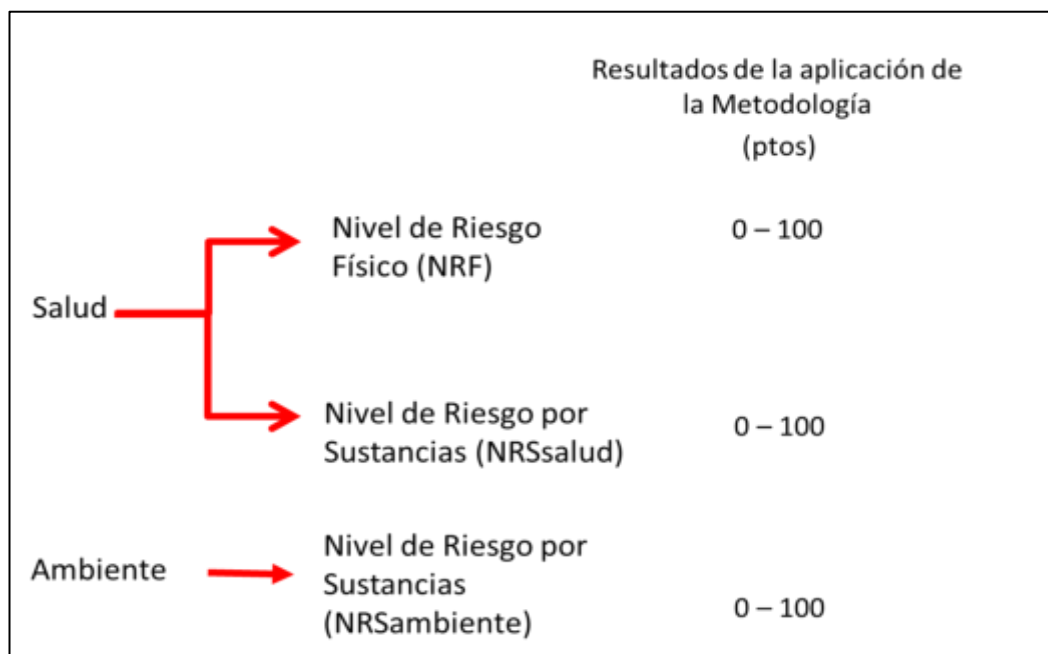 Resultados de la aplicación de
la Metodología
(ptos)
Salud
Nivel de Riesgo
Físico (NRF)
0 – 100
Nivel de Riesgo por
Sustancias (NRSsalud)
0 – 100
Ambiente
Nivel de Riesgo por
Sustancias
(NRSambiente)
0 – 100